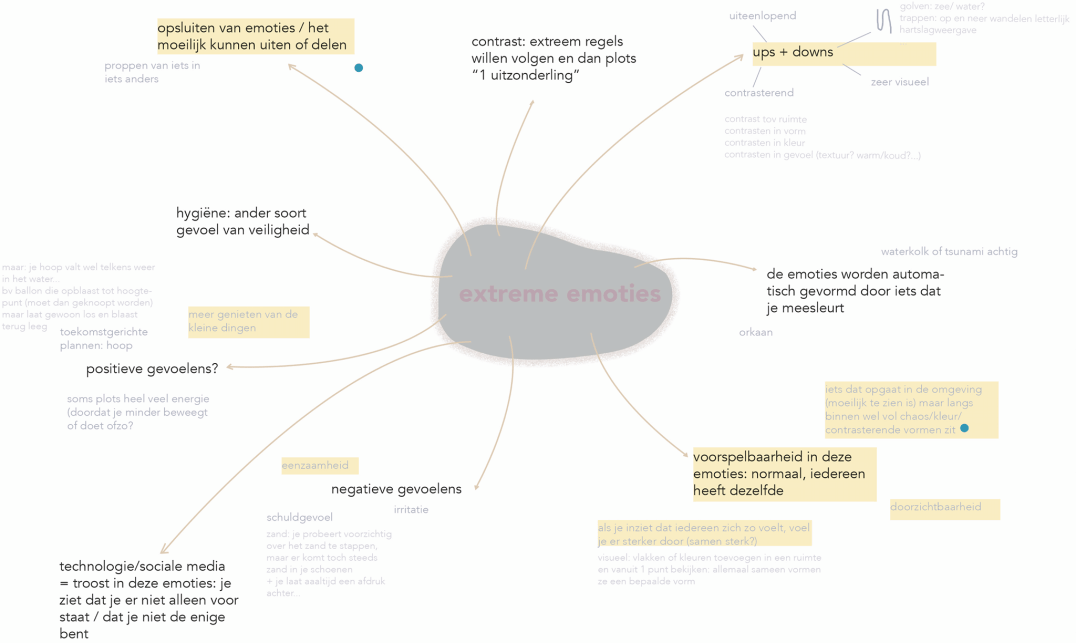 opsluiten van emoties / het
moeilijk kunnen uiten of delen
proppen van iets in
iets anders
contrast: extreem regels
willen volgen en dan plots
“1 uitzonderling”
uiteenlopend
golven: zee/ water?
trappen: op en neer wandelen letterlijk
hartslagweergave
ups + downs
zeer visueel
contrasterend
contrast tov ruimte
contrasten in vorm
contrasten in kleur
contrasten in gevoel (textuur? warm/koud?...)
hygiëne: ander soort
gevoel van veiligheid
extreme emoties
waterkolk of tsunami achtig
de emoties worden automa-
tisch gevormd door iets dat
je meesleurt
orkaan
maar: je hoop valt wel telkens weer
in het water...
bv ballon die opblaast tot hoogte-
punt (moet dan geknoopt worden)
maar laat gewoon los en blaast
terug leeg
toekomstgerichte
plannen: hoop
meer genieten van de
kleine dingen
positieve gevoelens?
soms plots heel veel energie
(doordat je minder beweegt
of doet ofzo?
iets dat opgaat in de omgeving
(moeilijk te zien is) maar langs
binnen wel vol chaos/kleur/
contrasterende vormen zit
voorspelbaarheid in deze
emoties: normaal, iedereen
heeft dezelfde
doorzichtbaarheid
als je inziet dat iedereen zich zo voelt, voel
je er sterker door (samen sterk?)
visueel: vlakken of kleuren toevoegen in een ruimte
en vanuit 1 punt bekijken: allemaal sameen vormen
ze een bepaalde vorm
eenzaamheid
negatieve gevoelens
irritatie
schuldgevoel
zand: je probeert voorzichtig
over het zand te stappen,
maar er komt toch steeds
zand in je schoenen
+ je laat aaaltijd een afdruk
achter...
technologie/sociale media
= troost in deze emoties: je
ziet dat je er niet alleen voor
staat / dat je niet de enige
bent